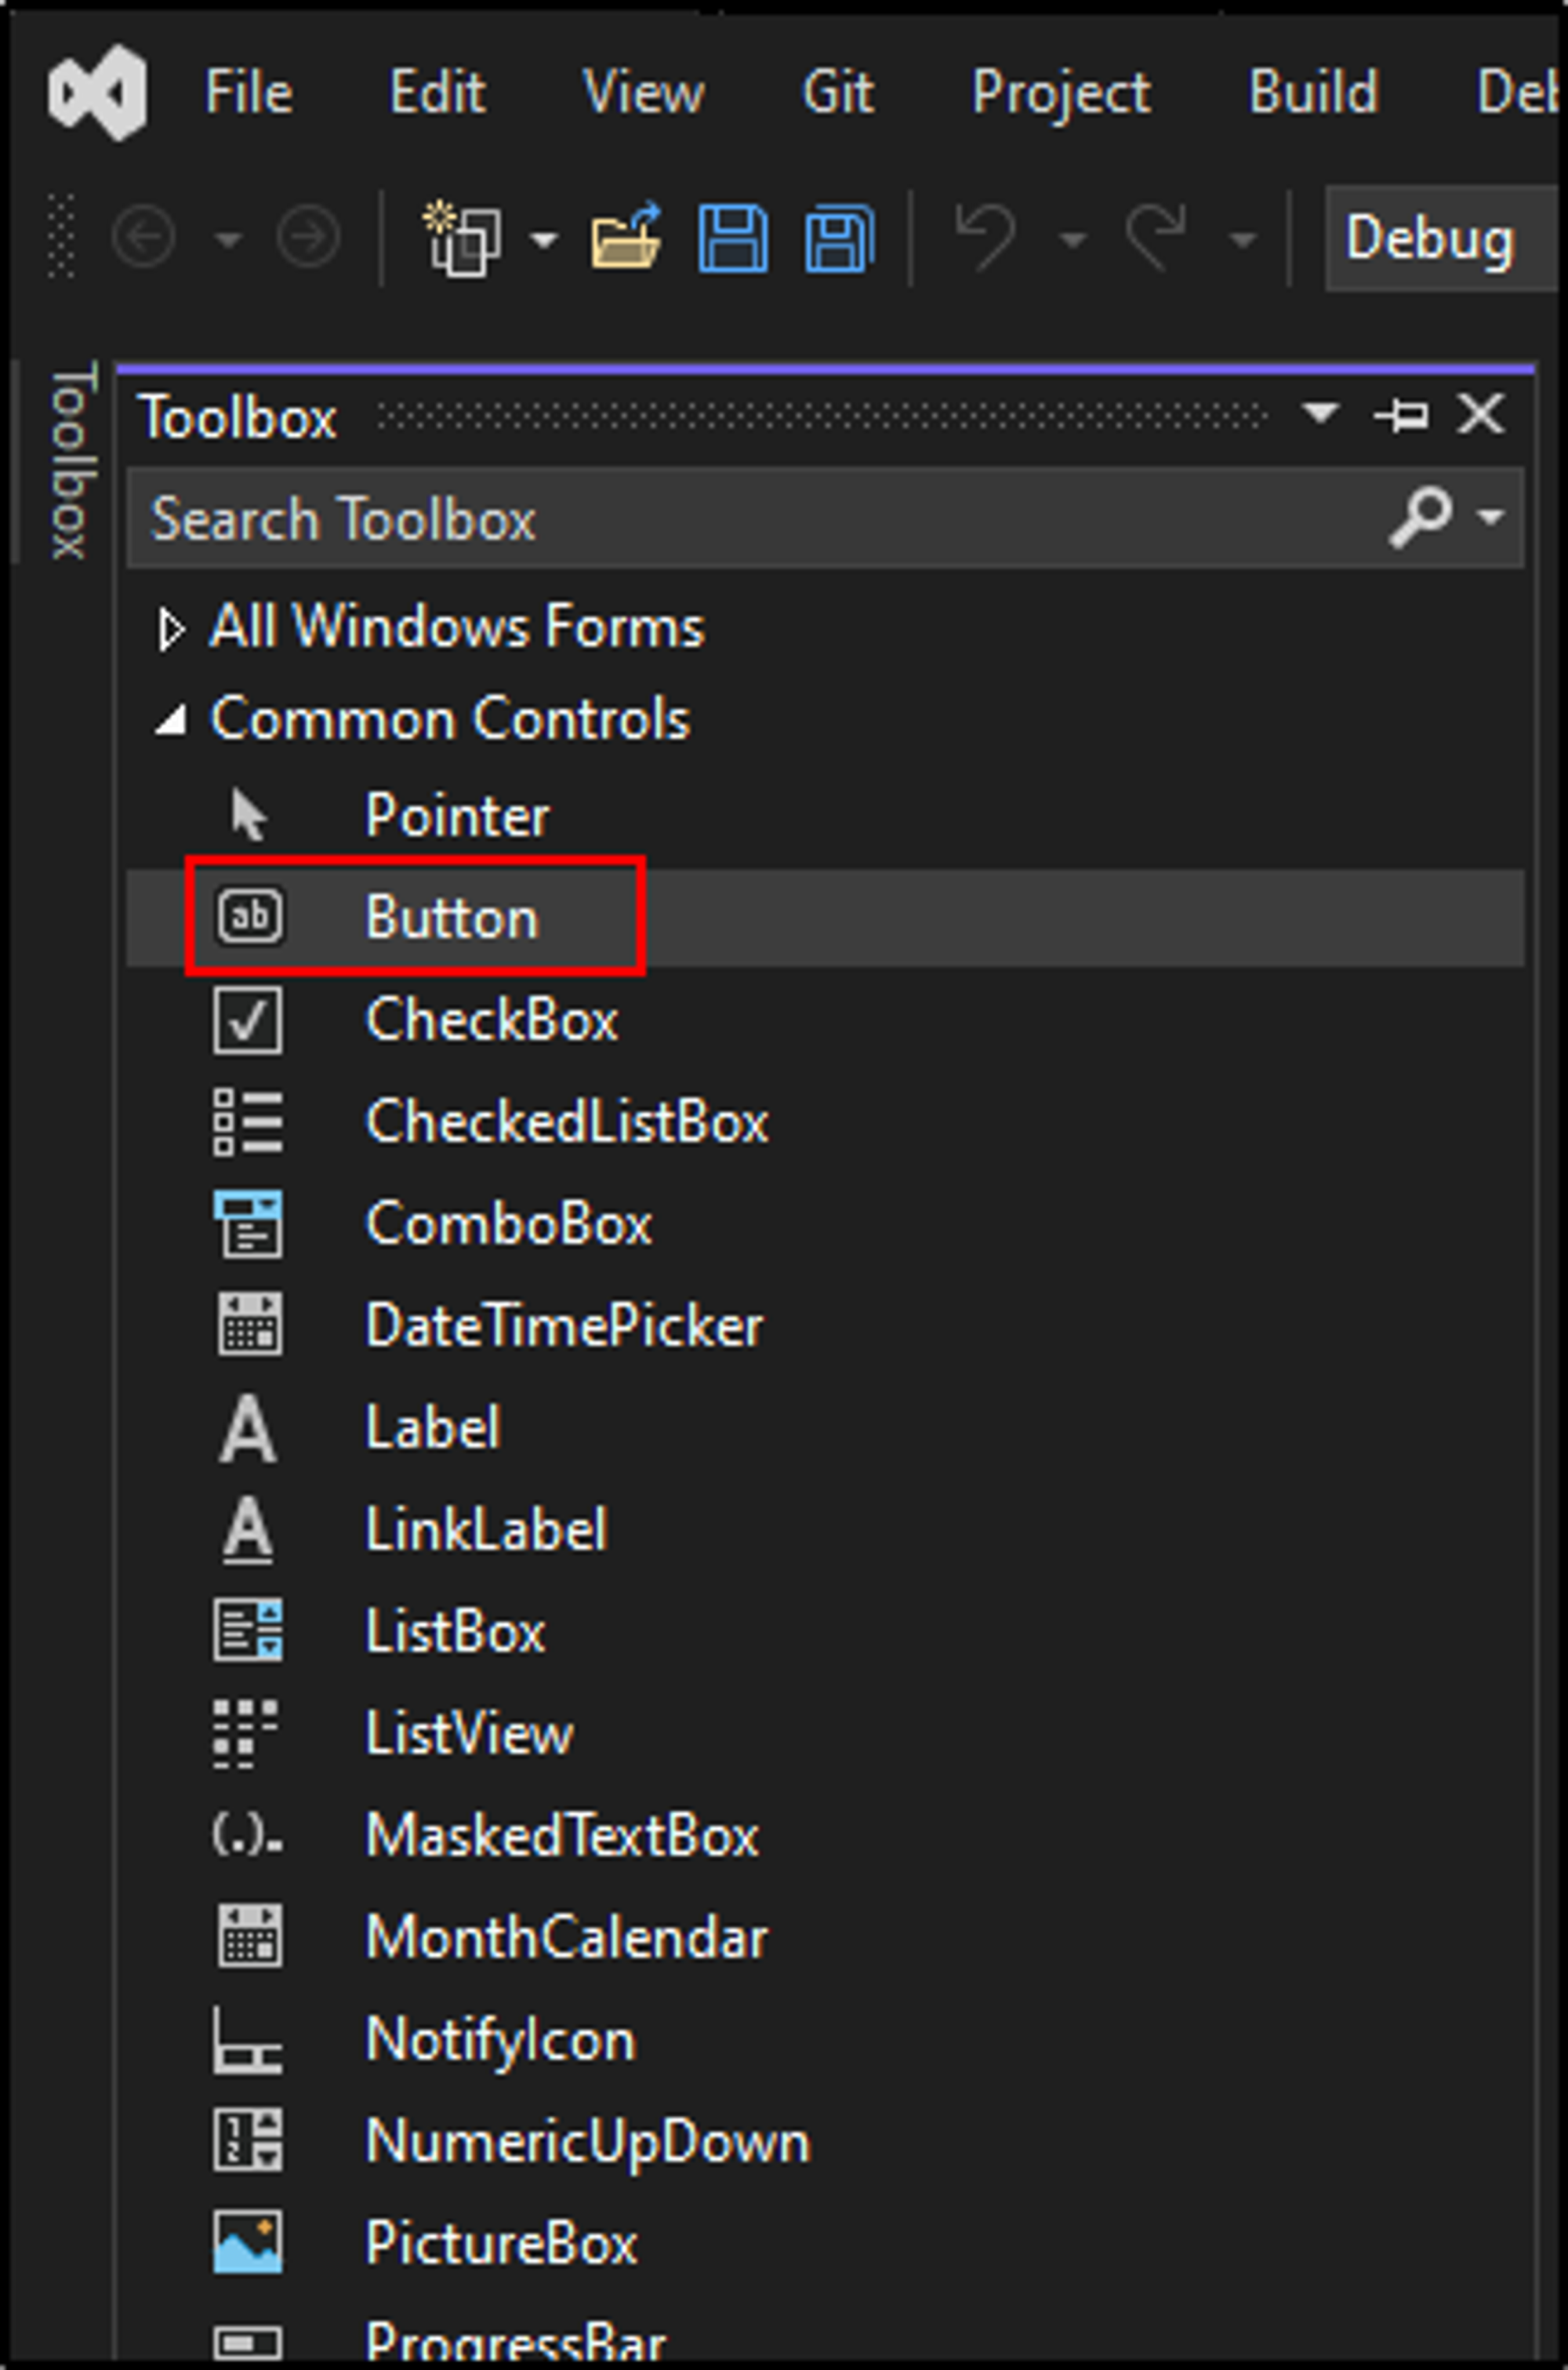 File Edit View Git Project Build
Debug
Toolbox
Toolbox
Search Toolbox
All Windows Forms
Common Controls
Pointer
ab Button
CheckBox
CheckedListBox
ComboBox
DateTimePicker
A Label
A LinkLabel
ListBox
ListView
(.). MaskedTextBox
MonthCalendar
NotifyIcon
12 NumericUpDown
PictureBox
ProgressBar